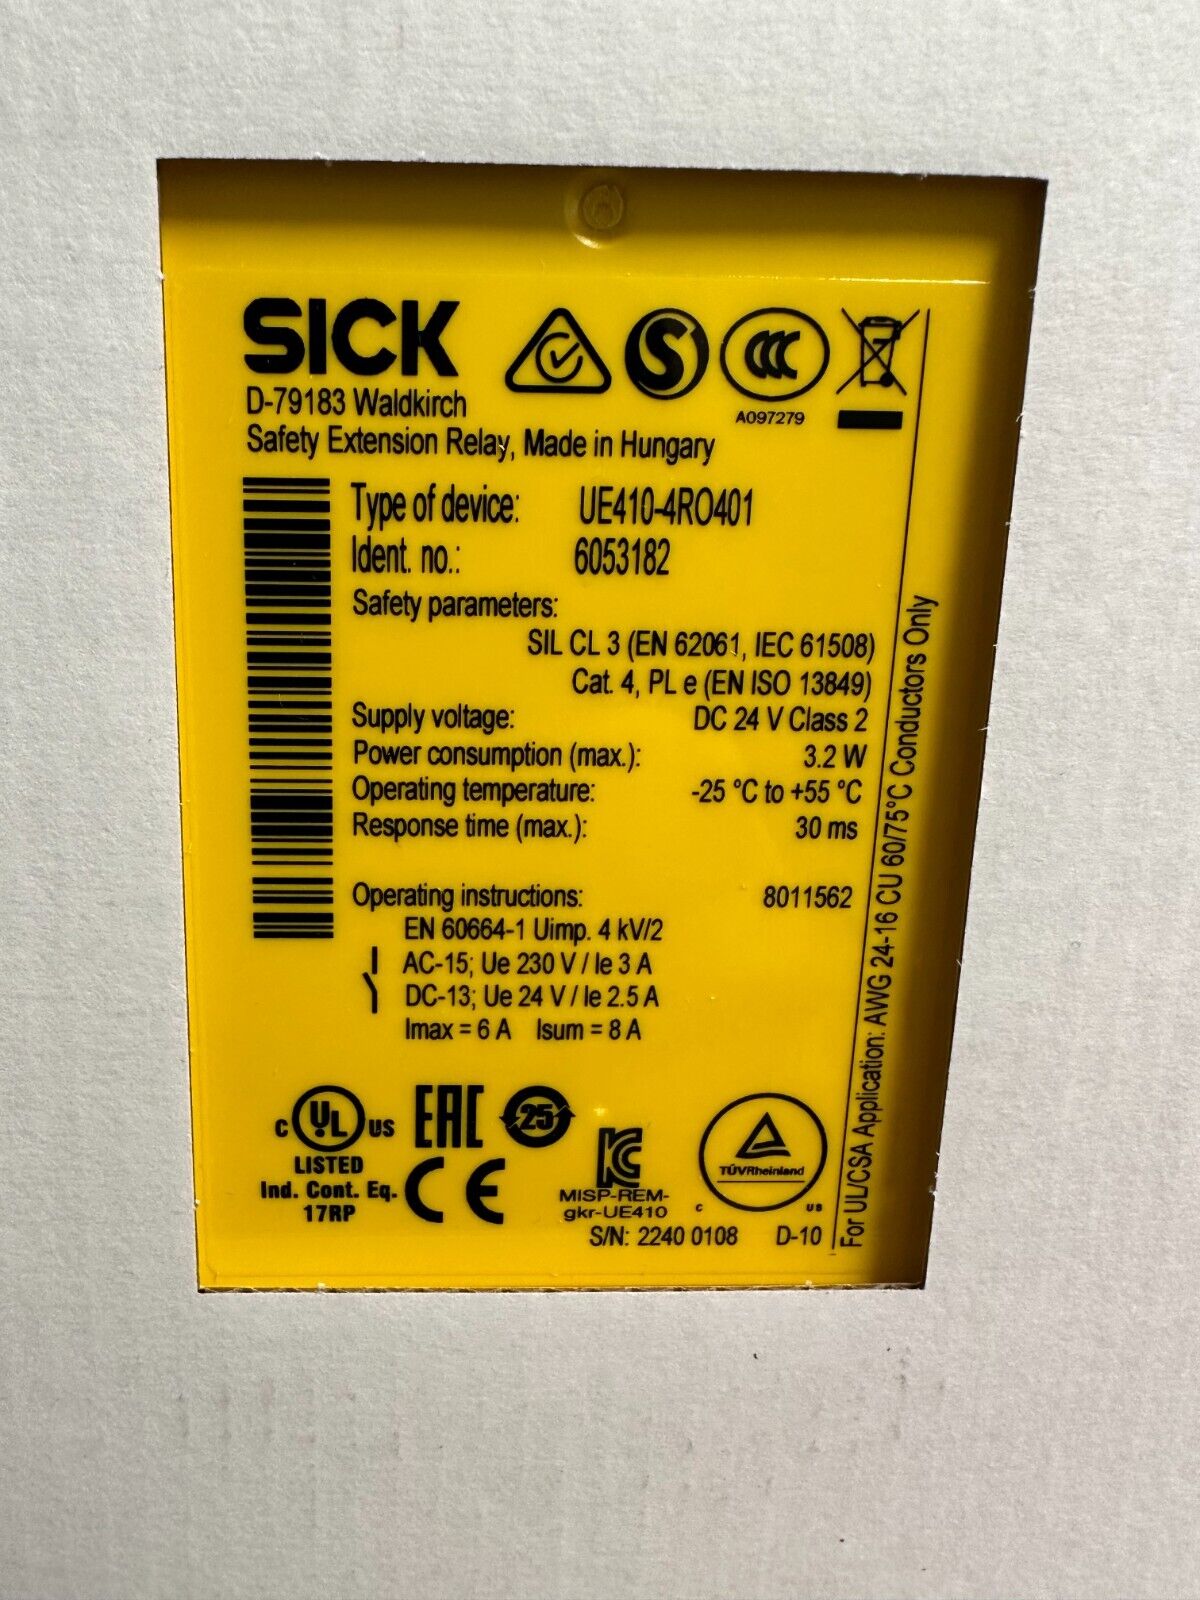 SICK
A097279
D-79183 Waldkirch
Safety Extension Relay, Made in Hungary
Type of device: UE410-4RO401
Ident. no.: 6053182
Safety parameters:
SIL CL 3 (EN 62061, IEC 61508)
Cat. 4, PL e (EN ISO 13849)
Supply voltage: DC 24 V Class 2
Power consumption (max.): 3.2 W
Operating temperature: -25 °C to +55 °C
Response time (max.): 30 ms
Operating instructions: 8011562
EN 60664-1 Uimp. 4 kV/2
AC-15; Ue 230 V / Ie 3 A
DC-13; Ue 24 V / Ie 2.5 A
Imax = 6 A Isum = 8 A
c UL US
LISTED
Ind. Cont. Eq.
17RP
EAC
25
CE
KC
MISP-REM-
gkr-UE410
TÜVRheinland
c US
S/N: 2240 0108 D-10
For UL/CSA Application: AWG 24-16 CU 60/75°C Conductors Only